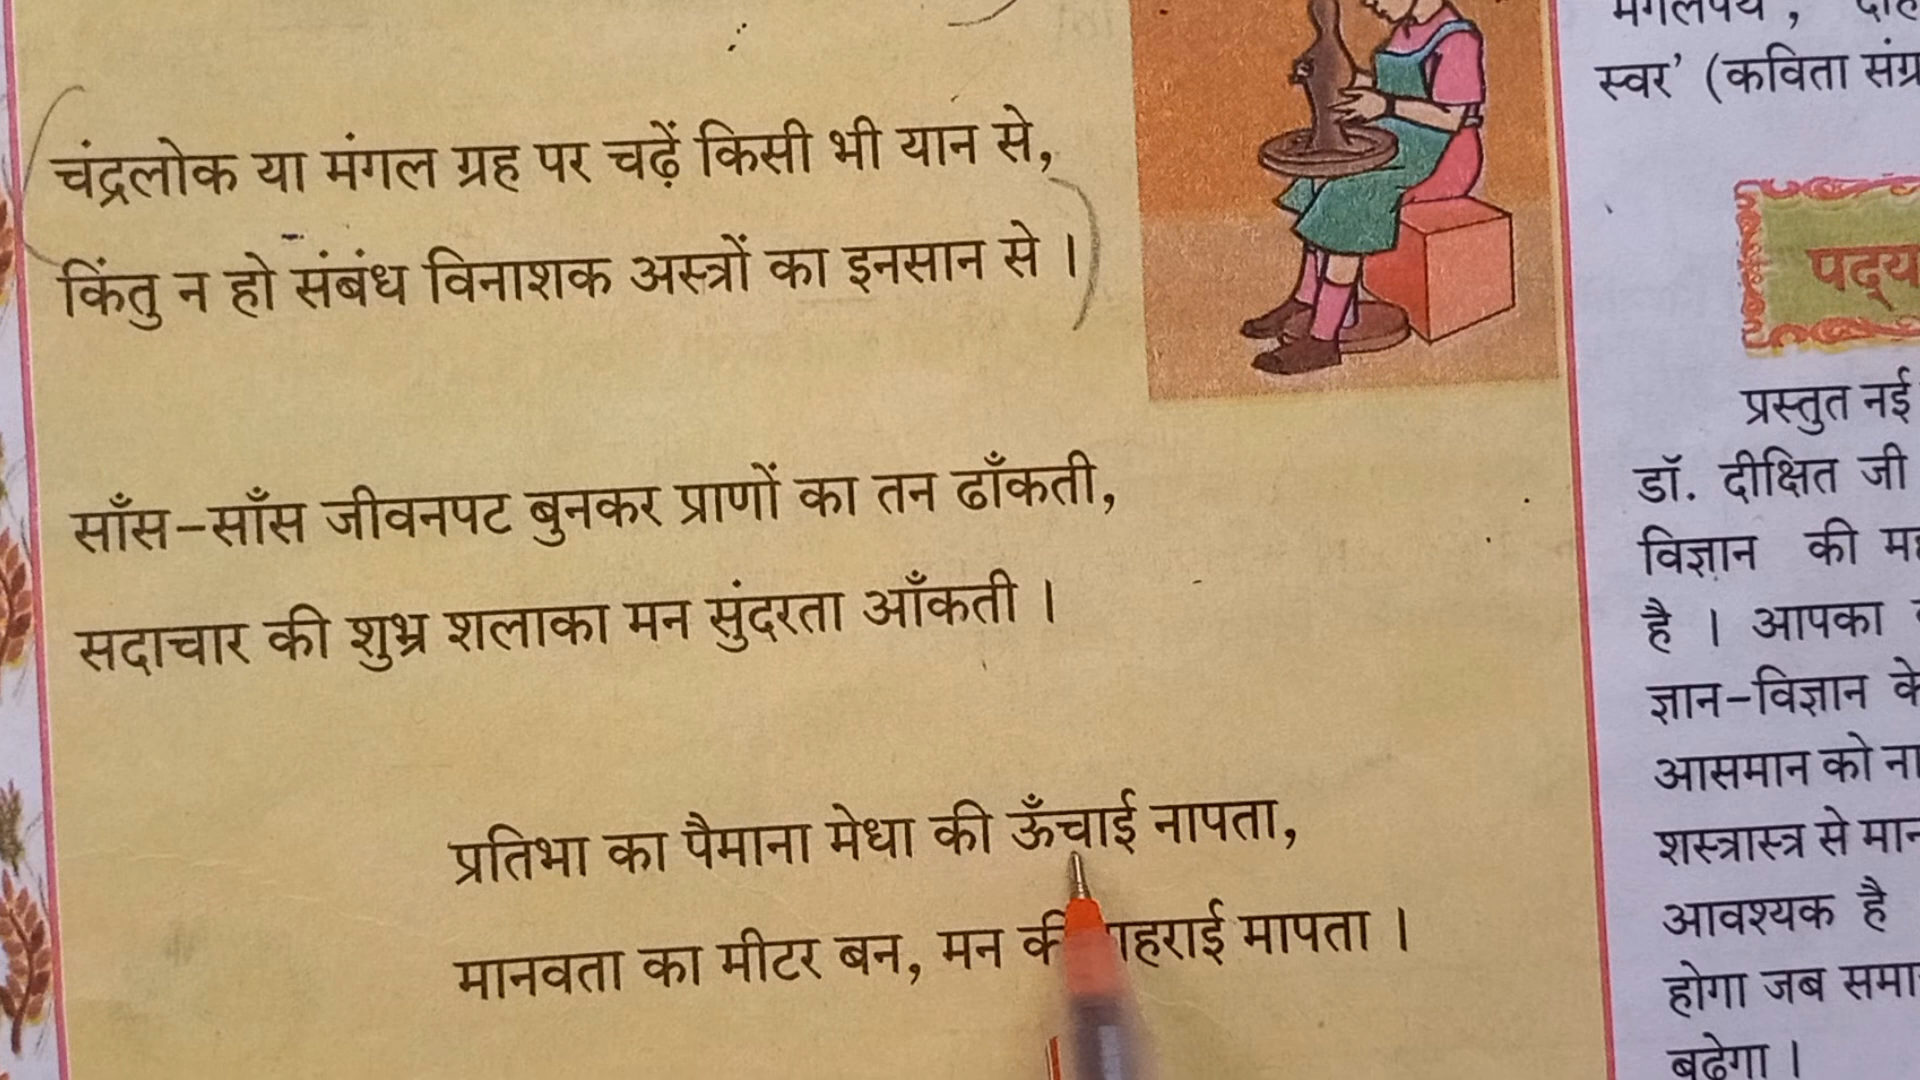 चंद्रलोक या मंगल ग्रह पर चढ़ें किसी भी यान से,
किंतु न हो संबंध विनाशक अस्त्रों का इनसान से ।
साँस-साँस जीवनपट बुनकर प्राणों का तन ढाँकती,
सदाचार की शुभ्र शलाका मन सुंदरता आँकती ।
प्रतिभा का पैमाना मेधा की ऊँचाई नापता,
मानवता का मीटर बन, मन की गहराई मापता ।
स्वर’ (कविता
पद्य
प्रस्तुत नई
डॉ. दीक्षित जी
विज्ञान की
है । आपका
ज्ञान-विज्ञान के
आसमान को
शस्त्रास्त्र से
आवश्यक है
होगा जब
बढ़ेगा ।